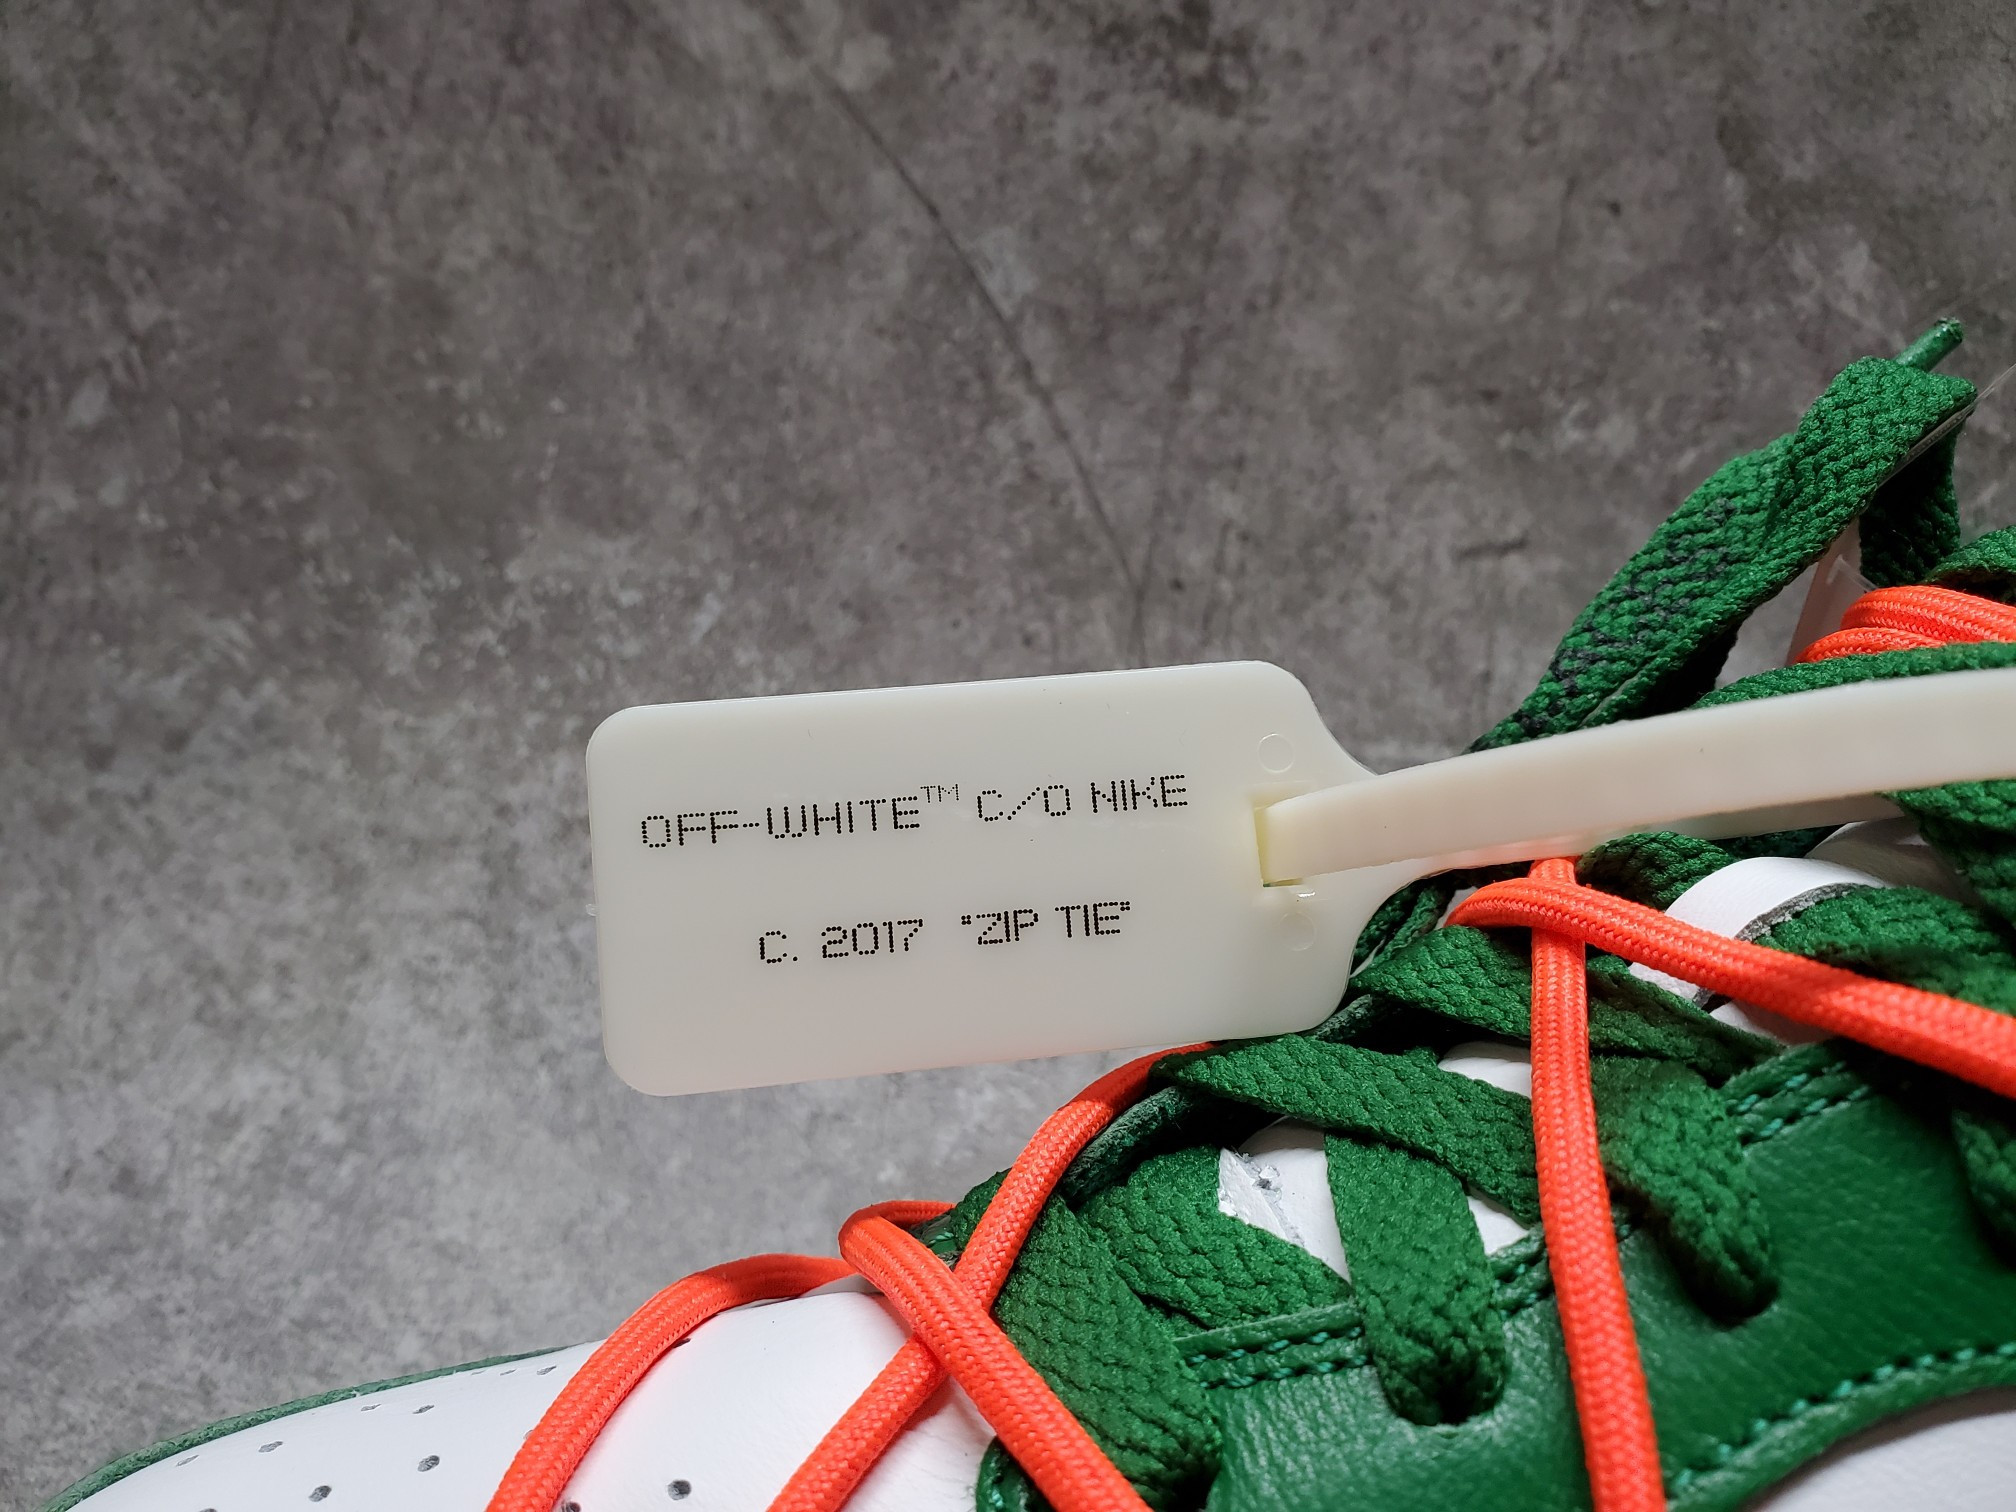 OFF-WHITE™ C/O NIKE
C. 2017 "ZIP TIE"